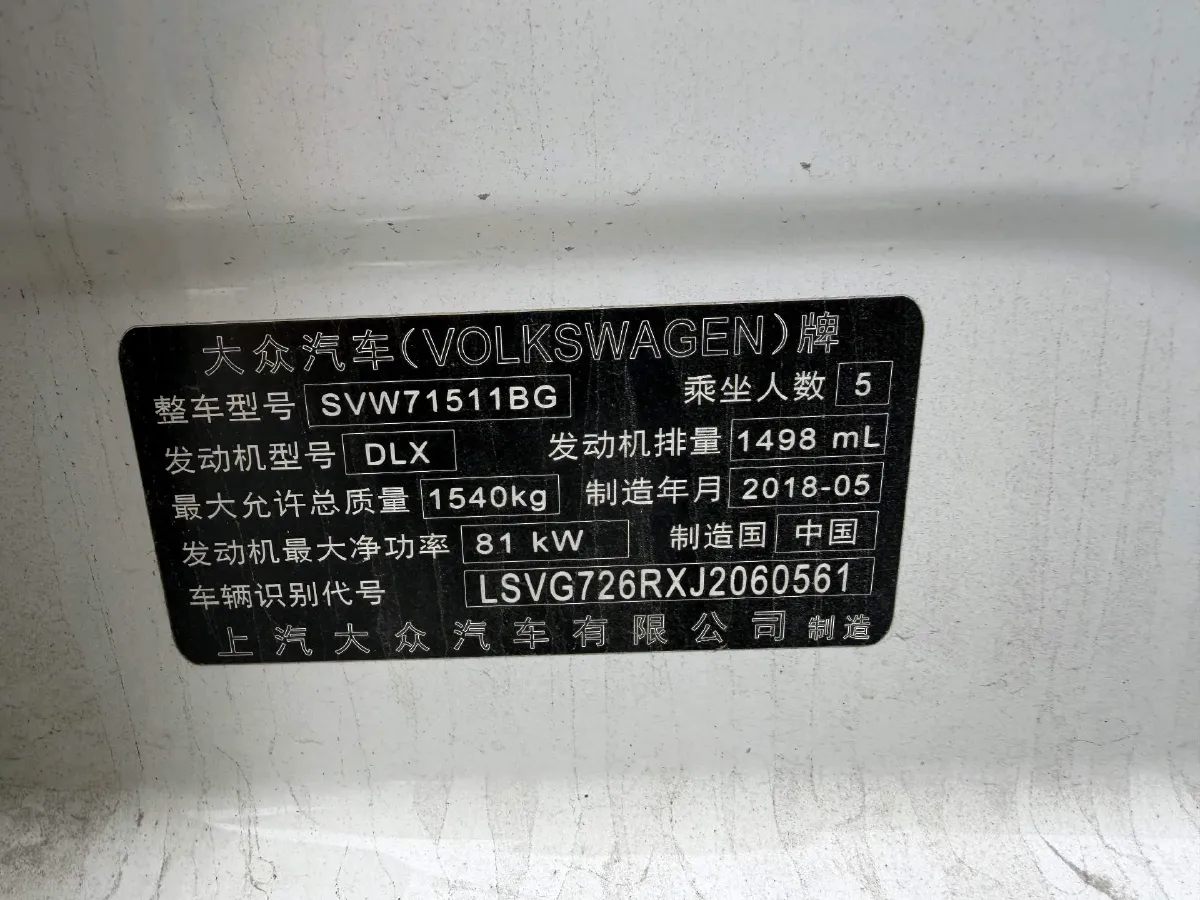 大众汽车(VOLKSWAGEN)牌
整车型号 SVW71511BG 乘坐人数 5
发动机型号 DLX 发动机排量 1498 mL
最大允许总质量 1540kg 制造年月 2018-05
发动机最大净功率 81 kW 制造国 中国
车辆识别代号 LSVG726RXJ2060561
上汽大众汽车有限公司 制造